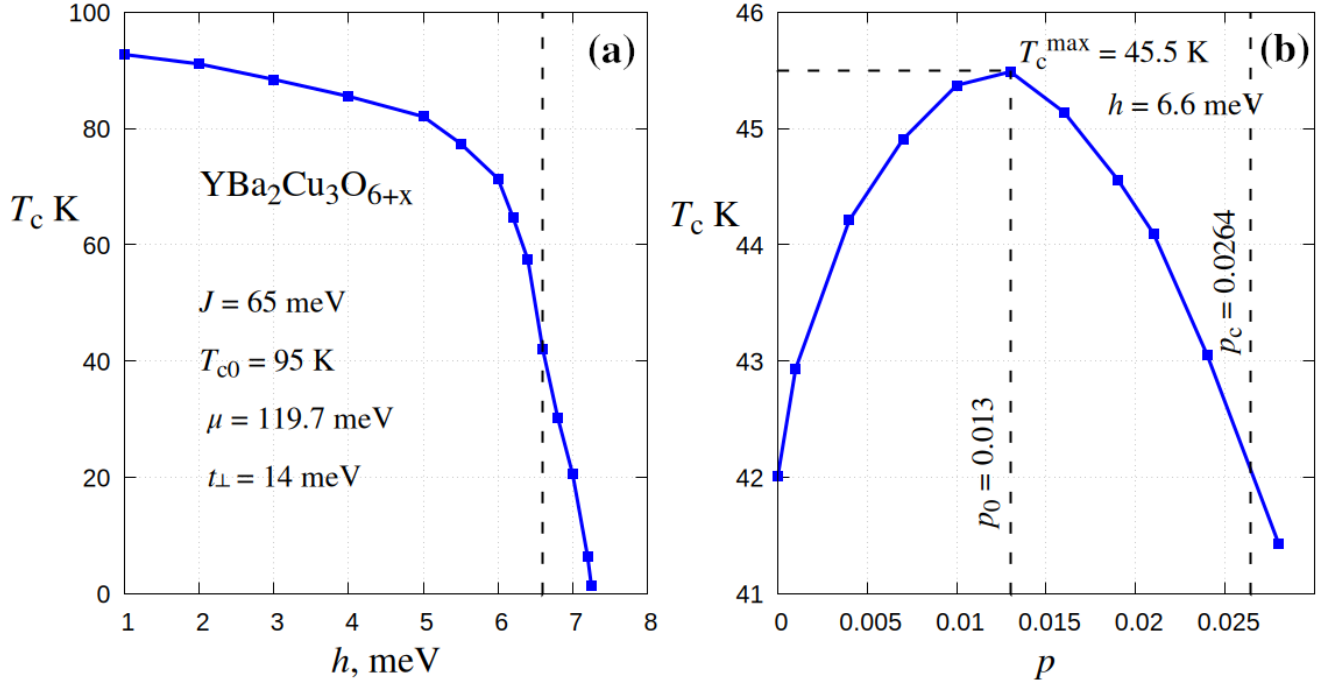 100
80
60
40
20
0
1 2 3 4 5 6 7 8
T_c K
h, meV
(a)
YBa₂Cu₃O₆₊ₓ
J = 65 meV
T_c0 = 95 K
μ = 119.7 meV
t⊥ = 14 meV
46
45
44
43
42
41
0 0.005 0.01 0.015 0.02 0.025
T_c K
p
(b)
T_c^max = 45.5 K
h = 6.6 meV
p₀ = 0.013
p_c = 0.0264